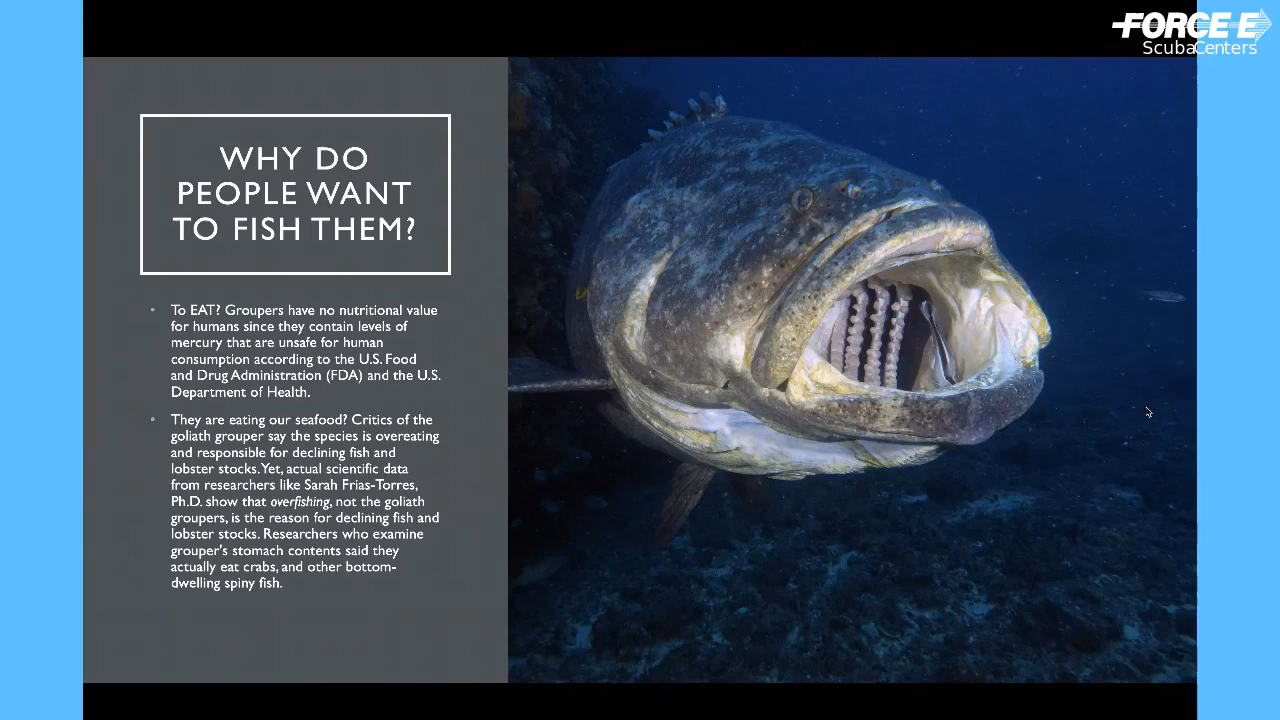 FORCE-E
ScubaCenters
WHY DO
PEOPLE WANT
TO FISH THEM?
• To EAT? Groupers have no nutritional value
for humans since they contain levels of
mercury that are unsafe for human
consumption according to the U.S. Food
and Drug Administration (FDA) and the U.S.
Department of Health.
• They are eating our seafood? Critics of the
goliath grouper say the species is overeating
and responsible for declining fish and
lobster stocks. Yet, actual scientific data
from researchers like Sarah Frias-Torres,
Ph.D. show that overfishing, not the goliath
groupers, is the reason for declining fish and
lobster stocks. Researchers who examine
grouper's stomach contents said they
actually eat crabs, and other bottom-
dwelling spiny fish.